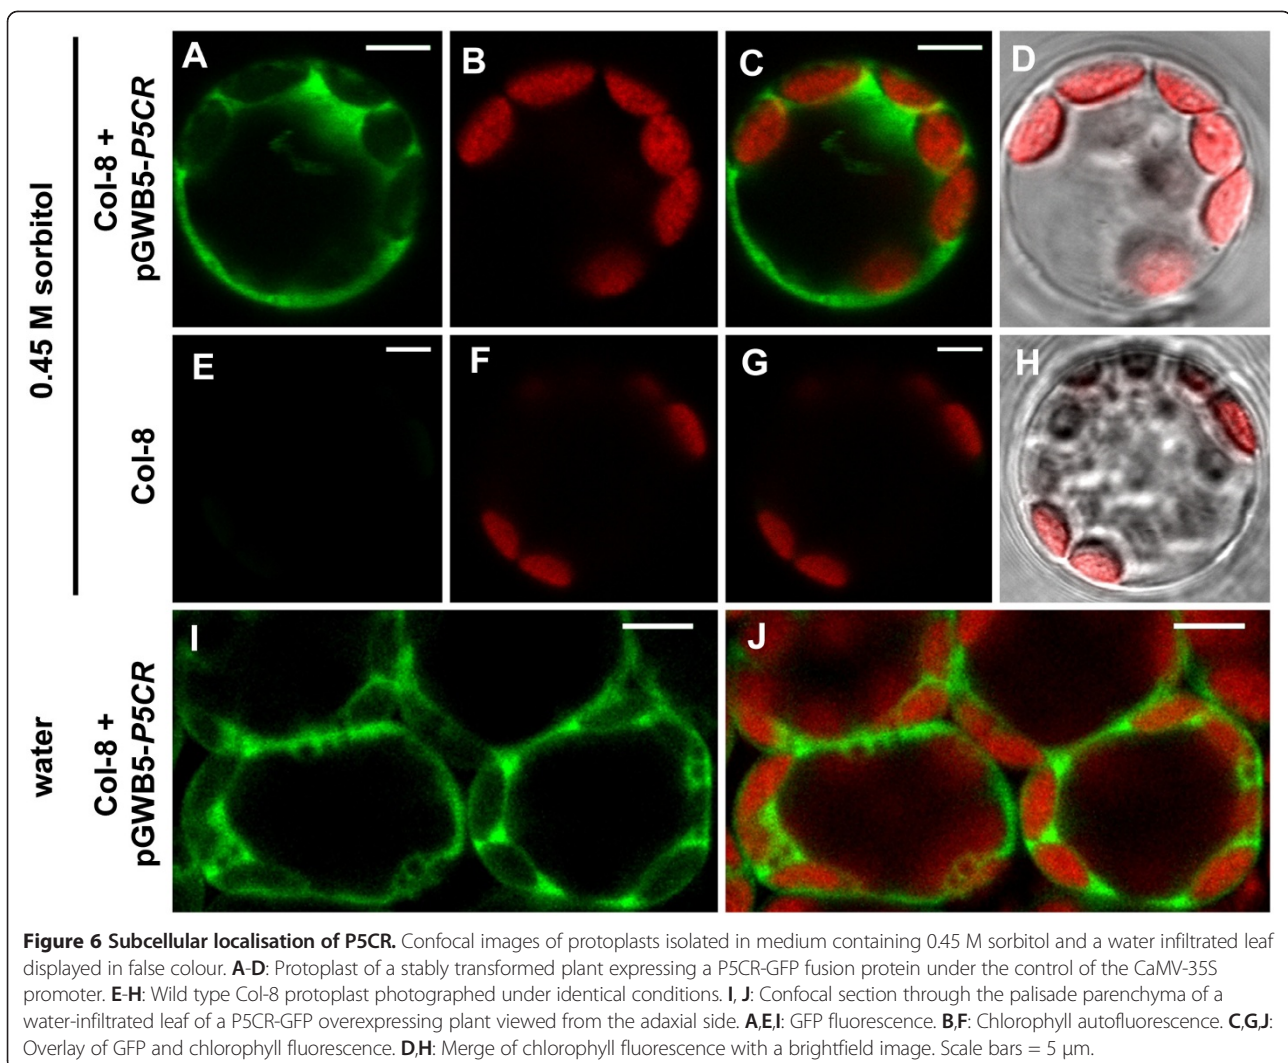 0.45 M sorbitol
Col-8 +
pGWB5-P5CR
A
B
C
D
Col-8
E
F
G
H
water
Col-8 +
pGWB5-P5CR
I
J
Figure 6 Subcellular localisation of P5CR. Confocal images of protoplasts isolated in medium containing 0.45 M sorbitol and a water infiltrated leaf
displayed in false colour. A-D: Protoplast of a stably transformed plant expressing a P5CR-GFP fusion protein under the control of the CaMV-35S
promoter. E-H: Wild type Col-8 protoplast photographed under identical conditions. I, J: Confocal section through the palisade parenchyma of a
water-infiltrated leaf of a P5CR-GFP overexpressing plant viewed from the adaxial side. A,E,I: GFP fluorescence. B,F: Chlorophyll autofluorescence. C,G,J:
Overlay of GFP and chlorophyll fluorescence. D,H: Merge of chlorophyll fluorescence with a brightfield image. Scale bars = 5 μm.